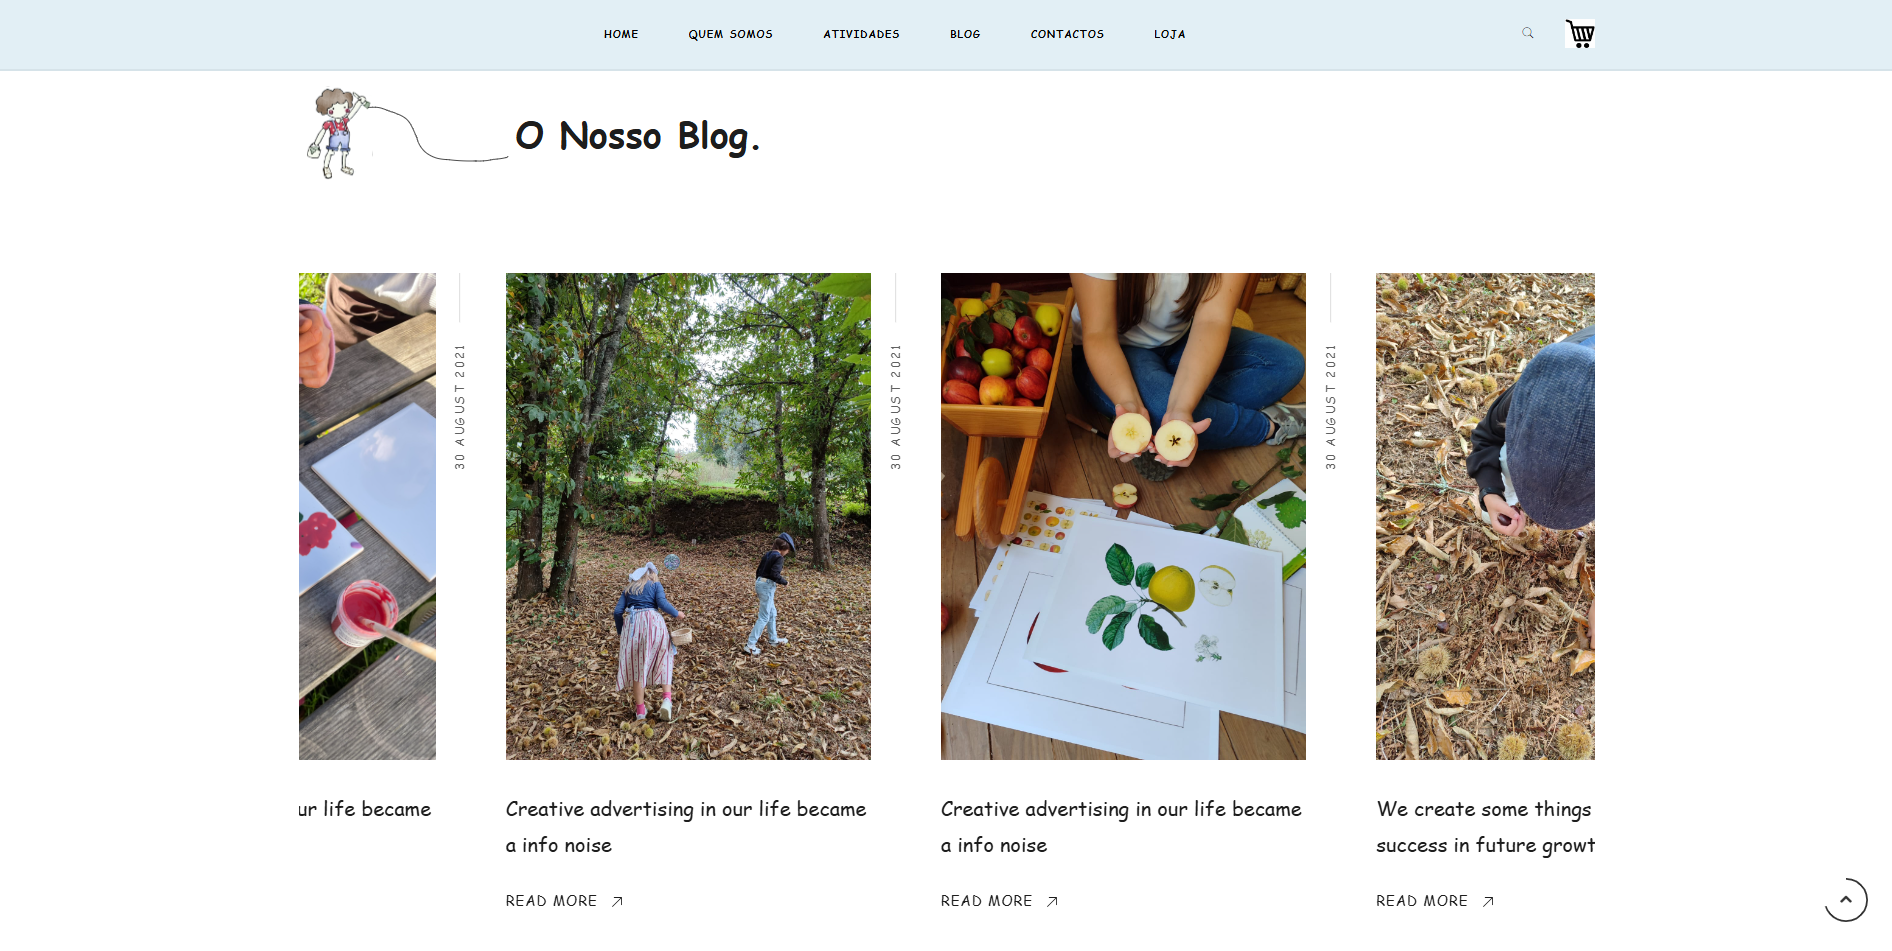 HOME QUEM SOMOS ATIVIDADES BLOG CONTACTOS LOJA
O Nosso Blog.
30 AUGUST 2021
30 AUGUST 2021
30 AUGUST 2021
ur life became
Creative advertising in our life became
a info noise
READ MORE
Creative advertising in our life became
a info noise
READ MORE
We create some things
success in future growt
READ MORE